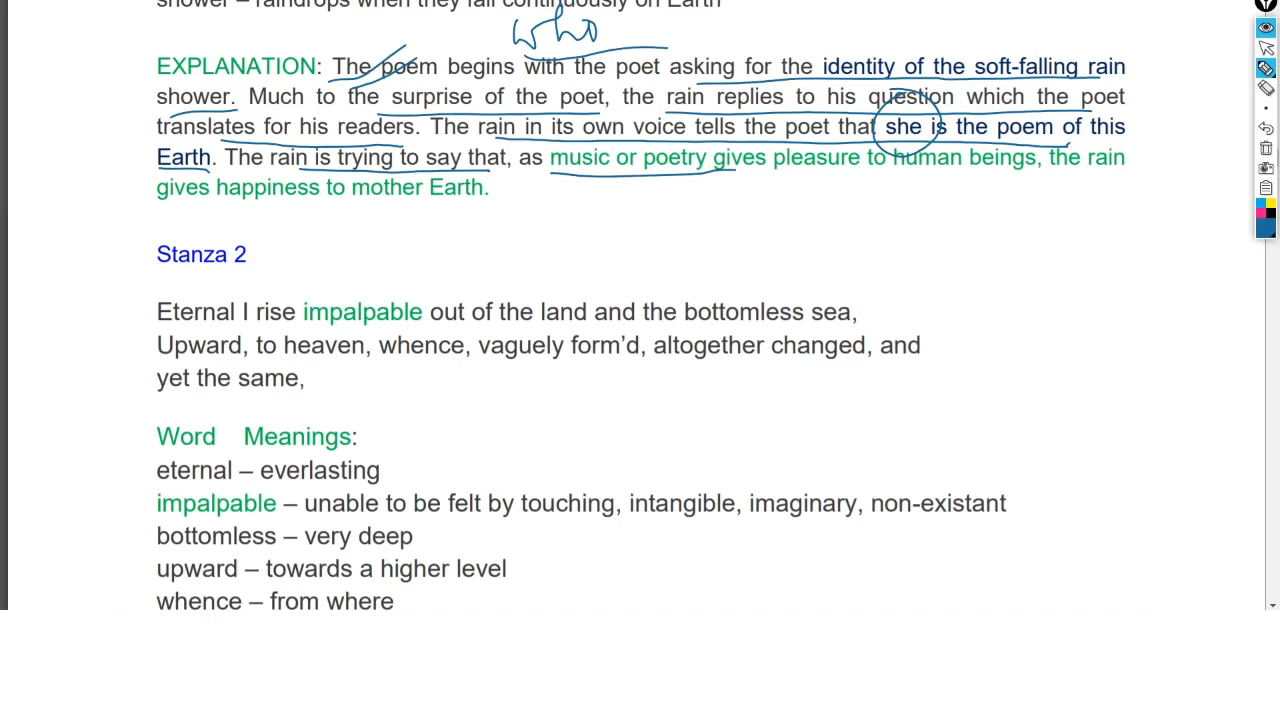 shower – raindrops when they fall continuously on Earth
who
EXPLANATION: The poem begins with the poet asking for the identity of the soft-falling rain
shower. Much to the surprise of the poet, the rain replies to his question which the poet
translates for his readers. The rain in its own voice tells the poet that she is the poem of this
Earth. The rain is trying to say that, as music or poetry gives pleasure to human beings, the rain
gives happiness to mother Earth.
Stanza 2
Eternal I rise impalpable out of the land and the bottomless sea,
Upward, to heaven, whence, vaguely form’d, altogether changed, and
yet the same,
Word Meanings:
eternal – everlasting
impalpable – unable to be felt by touching, intangible, imaginary, non-existant
bottomless – very deep
upward – towards a higher level
whence – from where